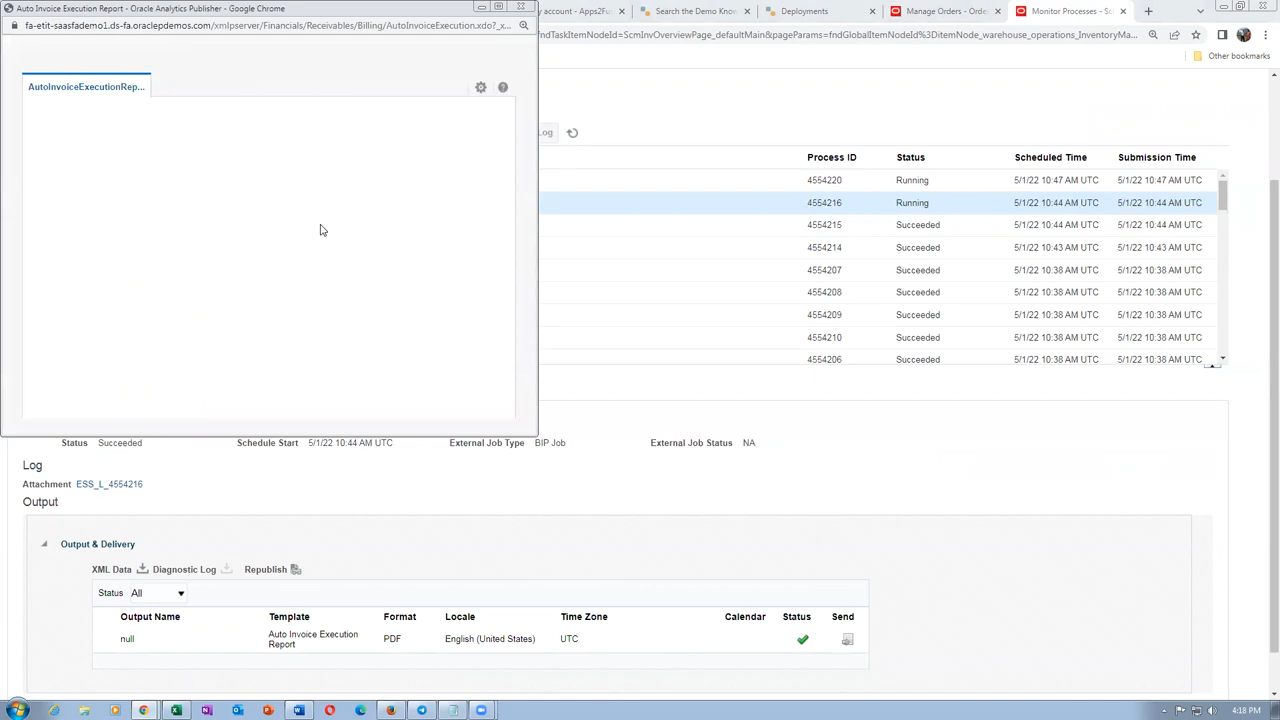 Auto Invoice Execution Report - Oracle Analytics Publisher - Google Chrome
account - Apps2Fu
Search the Demo Know
Deployments
Manage Orders - Orde
Monitor Processes - Sc
fa-etit-saasfademo1.ds-fa.oraclepdemos.com/xmlpserver/Financials/Receivables/Billing/AutoInvoiceExecution.xdo?_x...
fndTaskItemNodeId=ScmInvOverviewPage_defaultMain&pageParams=fndGlobalItemNodeId%3DitemNode_warehouse_operations_InventoryMa...
Other bookmarks
AutoInvoiceExecutionRep...
Log
Process ID Status Scheduled Time Submission Time
4554220 Running 5/1/22 10:47 AM UTC 5/1/22 10:47 AM UTC
4554216 Running 5/1/22 10:44 AM UTC 5/1/22 10:44 AM UTC
4554215 Succeeded 5/1/22 10:44 AM UTC 5/1/22 10:44 AM UTC
4554214 Succeeded 5/1/22 10:43 AM UTC 5/1/22 10:43 AM UTC
4554207 Succeeded 5/1/22 10:38 AM UTC 5/1/22 10:38 AM UTC
4554208 Succeeded 5/1/22 10:38 AM UTC 5/1/22 10:38 AM UTC
4554209 Succeeded 5/1/22 10:38 AM UTC 5/1/22 10:38 AM UTC
4554210 Succeeded 5/1/22 10:38 AM UTC 5/1/22 10:38 AM UTC
4554206 Succeeded 5/1/22 10:38 AM UTC 5/1/22 10:38 AM UTC
Status Succeeded Schedule Start 5/1/22 10:44 AM UTC External Job Type BIP Job External Job Status NA
Log
Attachment ESS_L_4554216
Output
Output & Delivery
XML Data Diagnostic Log Republish
Status All
Output Name Template Format Locale Time Zone Calendar Status Send
null Auto Invoice Execution Report PDF English (United States) UTC
4:18 PM